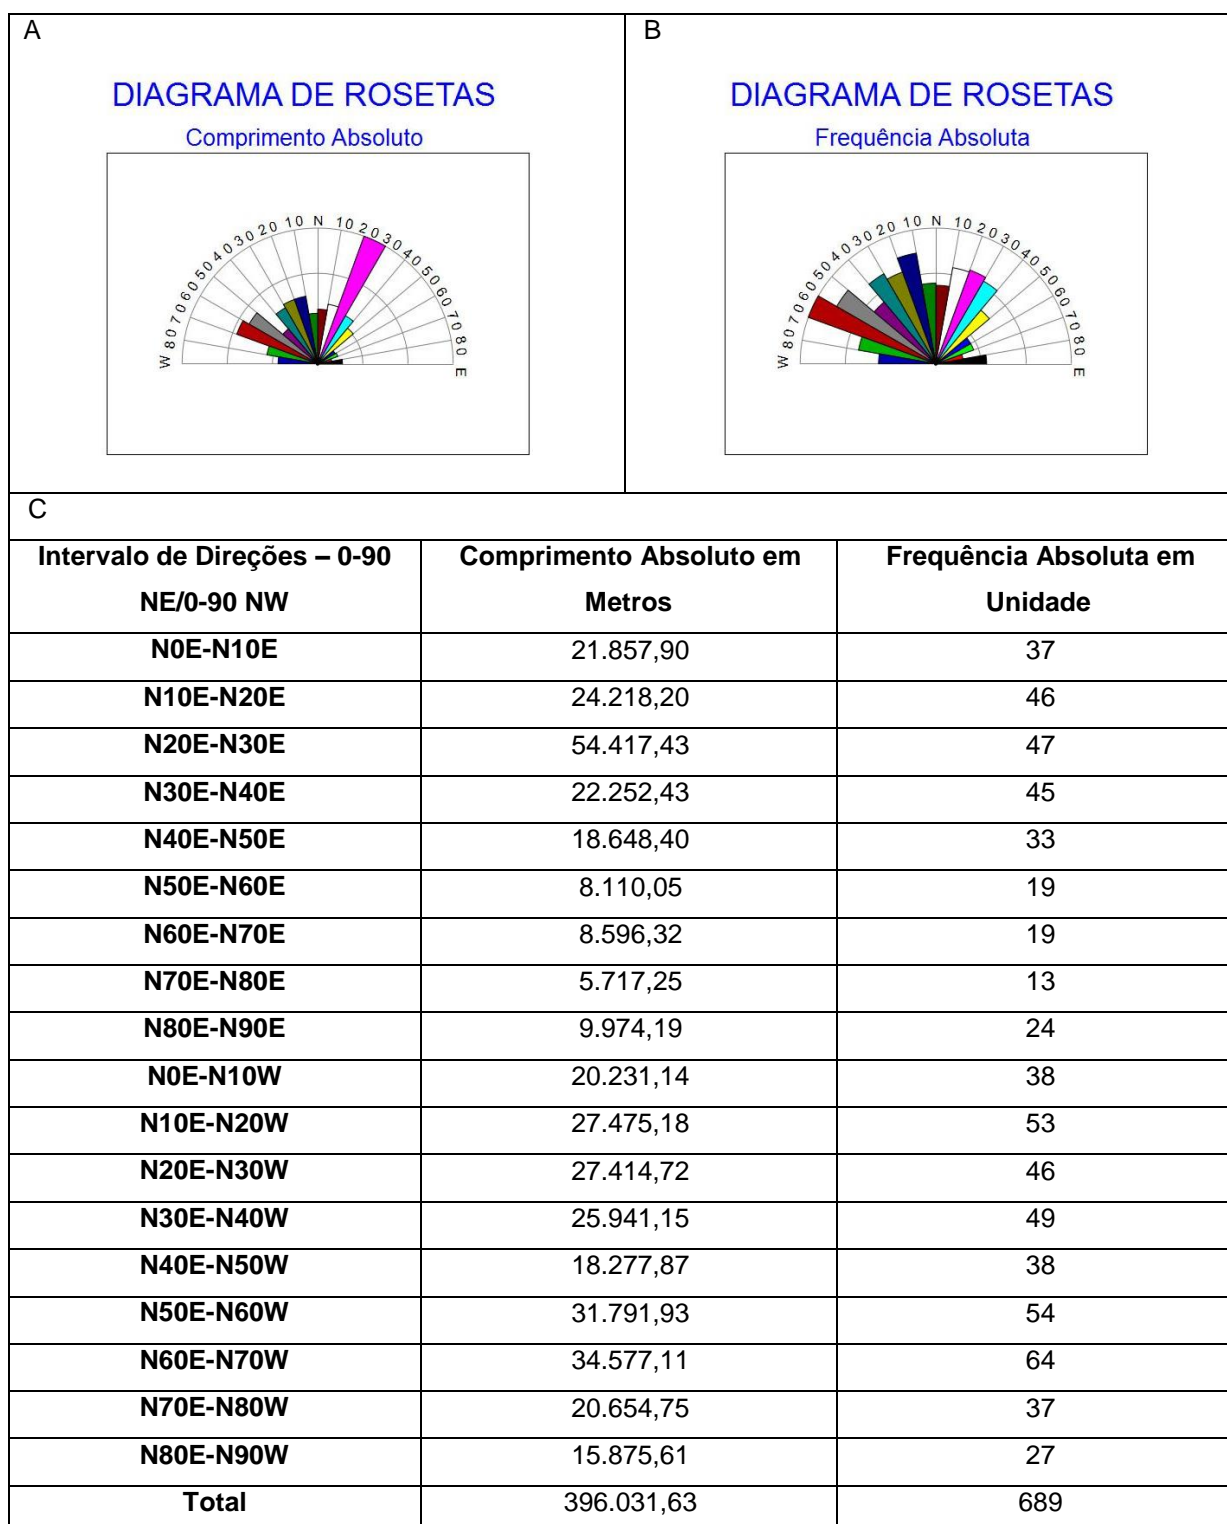 A
DIAGRAMA DE ROSETAS
Comprimento Absoluto
W 80 70 60 50 40 30 20 10 N 10 20 30 40 50 60 70 80 E
B
DIAGRAMA DE ROSETAS
Frequência Absoluta
W 80 70 60 50 40 30 20 10 N 10 20 30 40 50 60 70 80 E
C
Intervalo de Direções – 0-90 NE/0-90 NW Comprimento Absoluto em Metros Frequência Absoluta em Unidade
N0E-N10E 21.857,90 37
N10E-N20E 24.218,20 46
N20E-N30E 54.417,43 47
N30E-N40E 22.252,43 45
N40E-N50E 18.648,40 33
N50E-N60E 8.110,05 19
N60E-N70E 8.596,32 19
N70E-N80E 5.717,25 13
N80E-N90E 9.974,19 24
N0E-N10W 20.231,14 38
N10E-N20W 27.475,18 53
N20E-N30W 27.414,72 46
N30E-N40W 25.941,15 49
N40E-N50W 18.277,87 38
N50E-N60W 31.791,93 54
N60E-N70W 34.577,11 64
N70E-N80W 20.654,75 37
N80E-N90W 15.875,61 27
Total 396.031,63 689